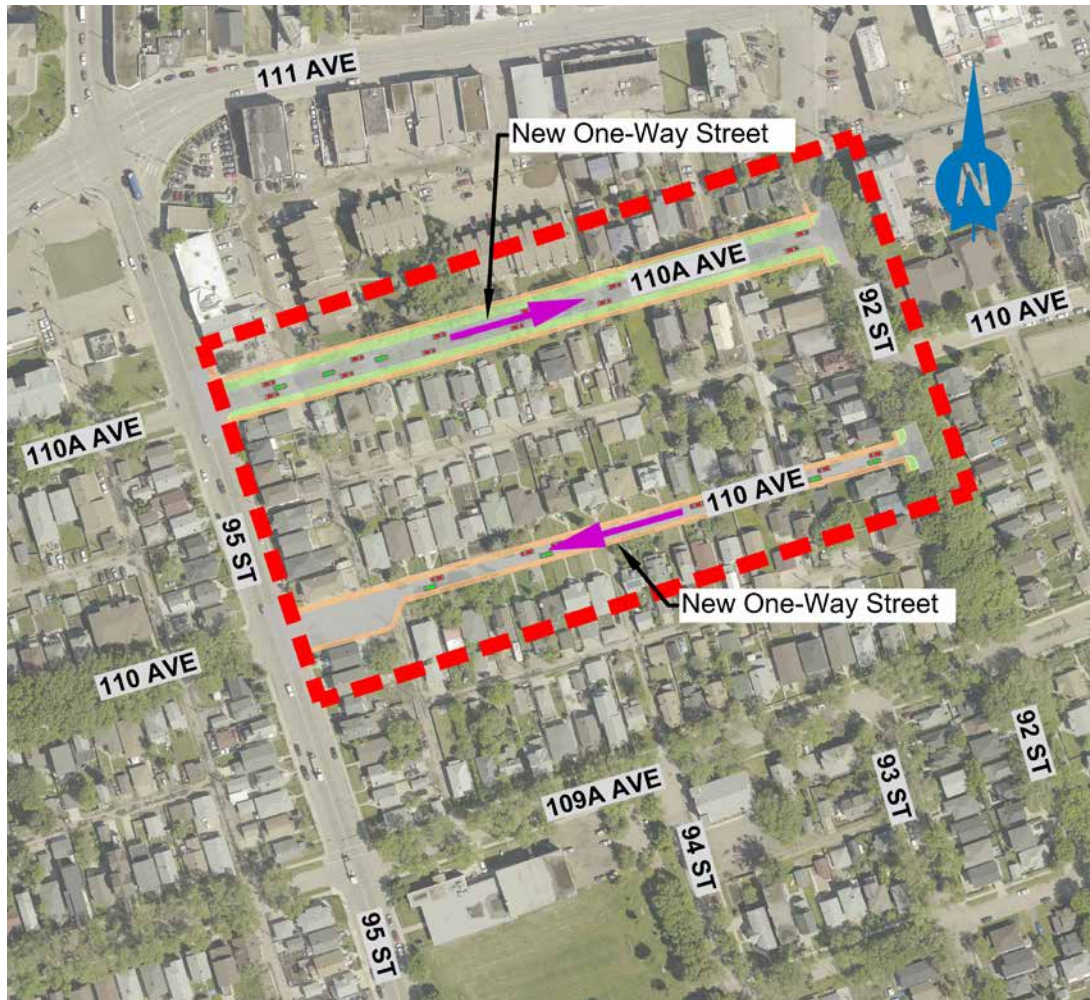 111 AVE
New One-Way Street
N
110A AVE
92 ST
110 AVE
110A AVE
110 AVE
95 ST
New One-Way Street
110 AVE
92 ST
109A AVE
93 ST
94 ST
95 ST